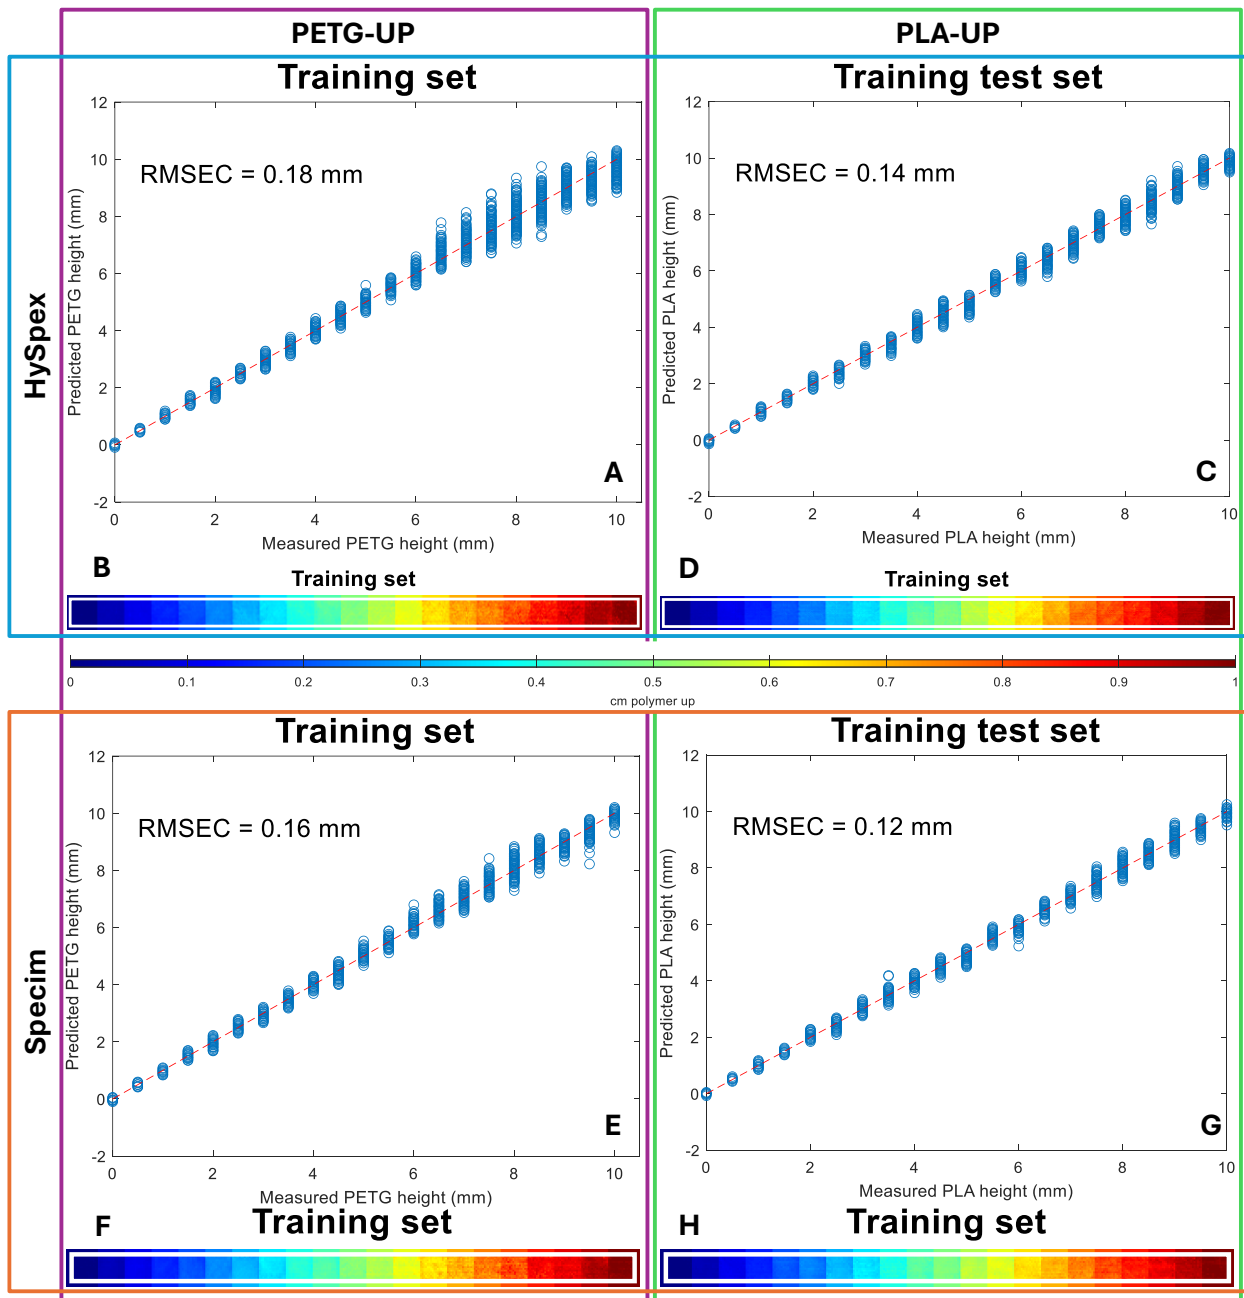 PETG-UP
PLA-UP
HySpex
Training set
Training test set
12
10
8
6
4
2
0
-2
Predicted PETG height (mm)
RMSEC = 0.18 mm
A
0 2 4 6 8 10
Measured PETG height (mm)
12
10
8
6
4
2
0
-2
Predicted PLA height (mm)
RMSEC = 0.14 mm
C
0 2 4 6 8 10
Measured PLA height (mm)
B
Training set
D
Training set
0 0.1 0.2 0.3 0.4 0.5 0.6 0.7 0.8 0.9 1
cm polymer up
Specim
Training set
Training test set
12
10
8
6
4
2
0
-2
Predicted PETG height (mm)
RMSEC = 0.16 mm
E
0 2 4 6 8 10
Measured PETG height (mm)
12
10
8
6
4
2
0
-2
Predicted PLA height (mm)
RMSEC = 0.12 mm
G
0 2 4 6 8 10
Measured PLA height (mm)
F
Training set
H
Training set